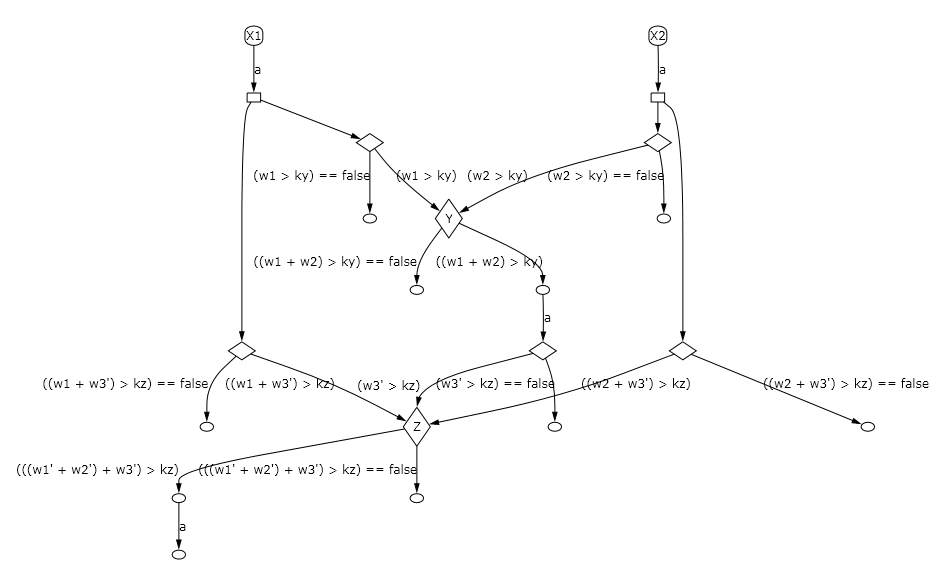 X1 X2
a a
(w1 > ky) == false (w1 > ky) (w2 > ky) (w2 > ky) == false
Y
((w1 + w2) > ky) == false ((w1 + w2) > ky)
a
((w1 + w3') > kz) == false ((w1 + w3') > kz) (w3' > kz) (w3' > kz) == false ((w2 + w3') > kz) ((w2 + w3') > kz) == false
Z
(((w1' + w2') + w3') > kz) (((w1' + w2') + w3') > kz) == false
a